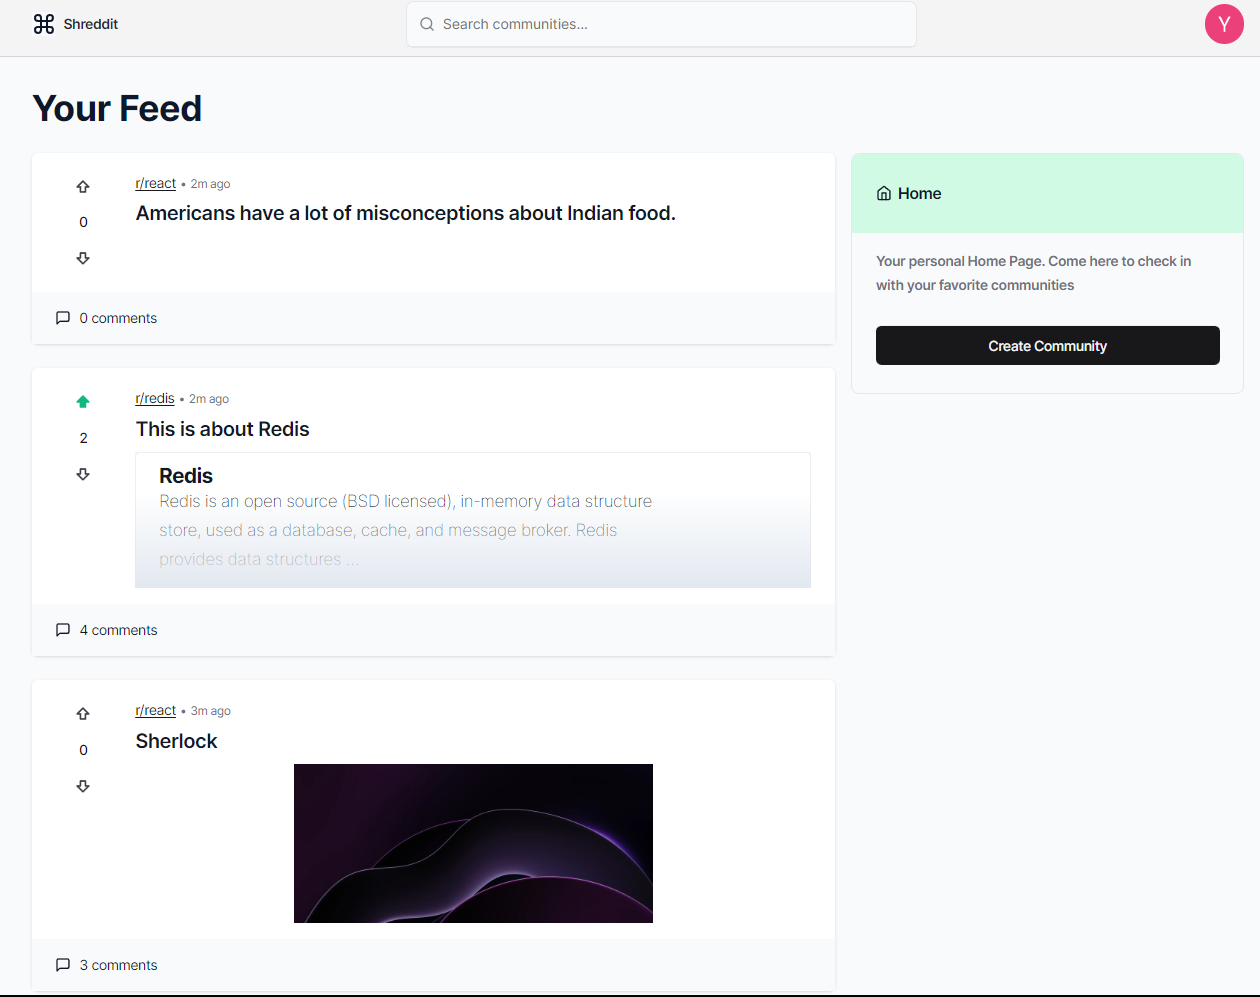 Shreddit
Search communities...
Y
Your Feed
r/react • 2m ago
Americans have a lot of misconceptions about Indian food.
0
0 comments
r/redis • 2m ago
This is about Redis
2
Redis
Redis is an open source (BSD licensed), in-memory data structure
store, used as a database, cache, and message broker. Redis
provides data structures ...
4 comments
r/react • 3m ago
Sherlock
0
3 comments
Home
Your personal Home Page. Come here to check in
with your favorite communities
Create Community